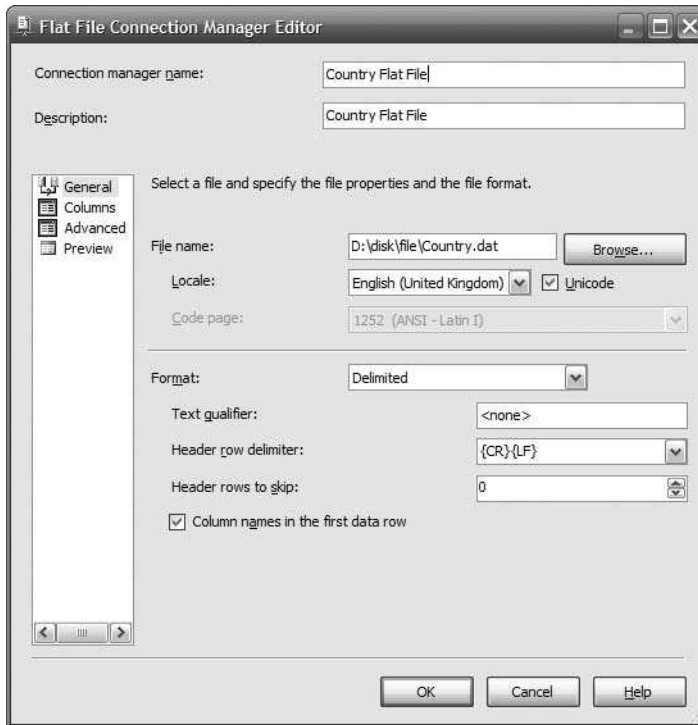 Flat File Connection Manager Editor
Connection manager name: Country Flat File
Description: Country Flat File
General
Columns
Advanced
Preview
Select a file and specify the file properties and the file format.
File name: D:\disk\file\Country.dat Browse...
Locale: English (United Kingdom) Unicode
Code page: 1252 (ANSI - Latin I)
Format: Delimited
Text qualifier: <none>
Header row delimiter: {CR}{LF}
Header rows to skip: 0
Column names in the first data row
OK Cancel Help